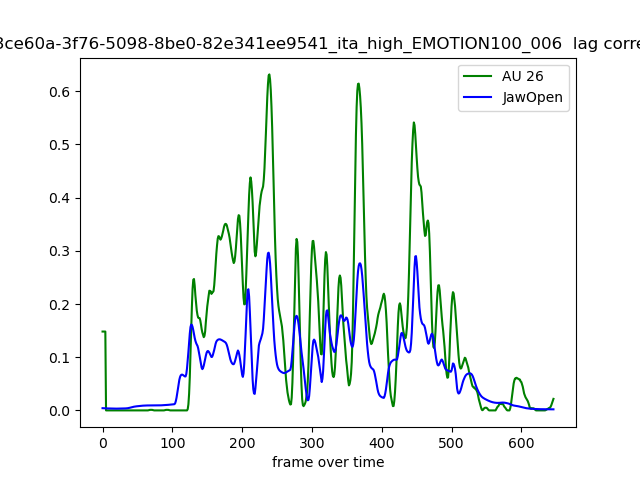 3ce60a-3f76-5098-8be0-82e341ee9541_ita_high_EMOTION100_006 lag corre
AU 26
JawOpen
0.6
0.5
0.4
0.3
0.2
0.1
0.0
0 100 200 300 400 500 600
frame over time